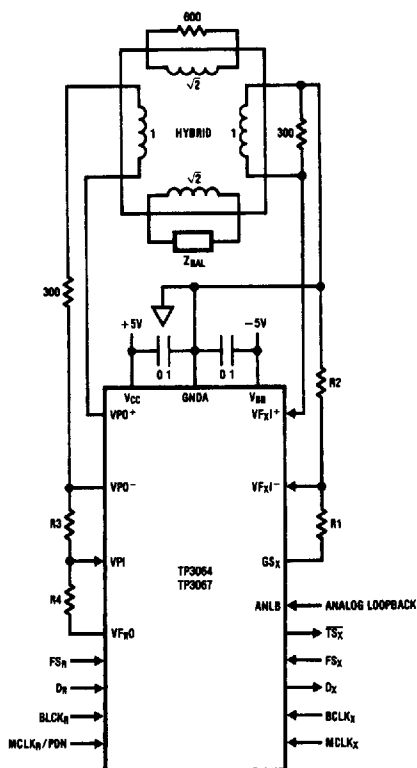 600
√2
1
HYBRID
1
300
√2
Z_BAL
300
+5V
−5V
0 1
0 1
R2
V_CC
GNDA
V_BB
VPO+
VF_XI+
VPO−
VF_XI−
R3
R1
VPI
TP3064
TP3067
GS_X
R4
ANLB
ANALOG LOOPBACK
VF_RO
TS_X
FS_R
FS_X
D_R
D_X
BLCK_R
BCLK_X
MCLK_R/PDN
MCLK_X